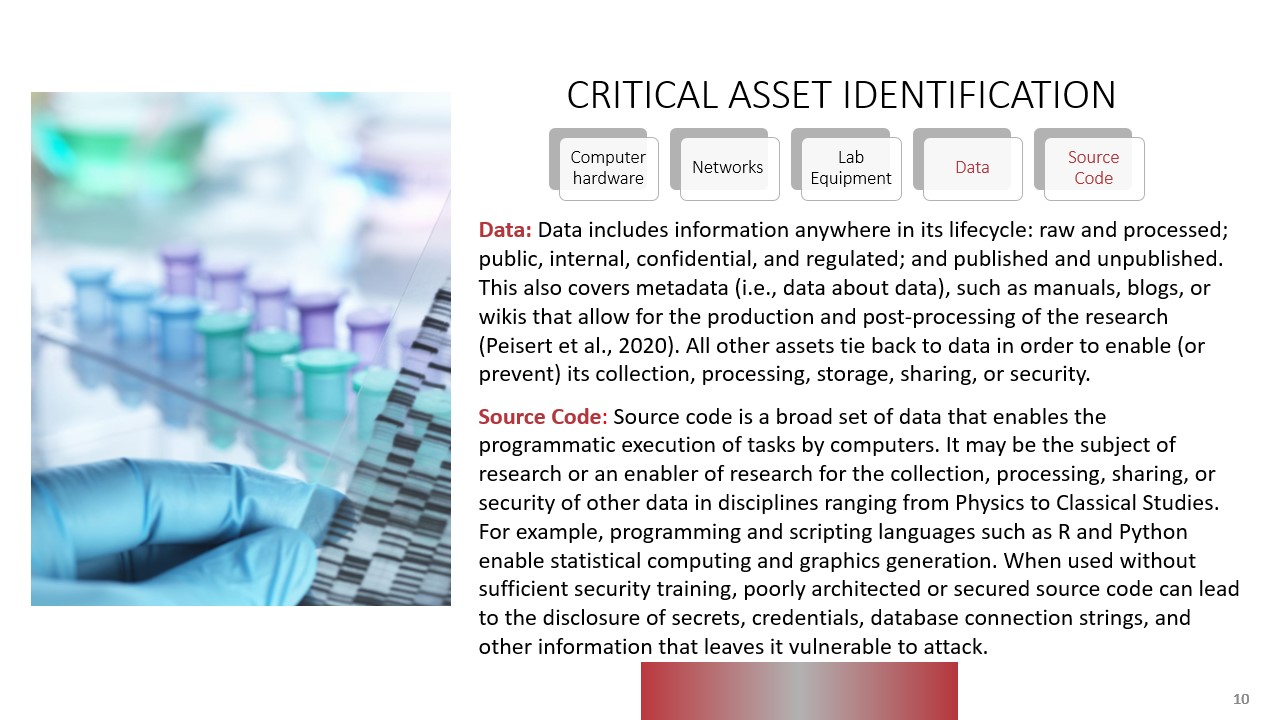 CRITICAL ASSET IDENTIFICATION
Computer
hardware
Networks
Lab
Equipment
Data
Source
Code
Data: Data includes information anywhere in its lifecycle: raw and processed;
public, internal, confidential, and regulated; and published and unpublished.
This also covers metadata (i.e., data about data), such as manuals, blogs, or
wikis that allow for the production and post-processing of the research
(Peisert et al., 2020). All other assets tie back to data in order to enable (or
prevent) its collection, processing, storage, sharing, or security.
Source Code: Source code is a broad set of data that enables the
programmatic execution of tasks by computers. It may be the subject of
research or an enabler of research for the collection, processing, sharing, or
security of other data in disciplines ranging from Physics to Classical Studies.
For example, programming and scripting languages such as R and Python
enable statistical computing and graphics generation. When used without
sufficient security training, poorly architected or secured source code can lead
to the disclosure of secrets, credentials, database connection strings, and
other information that leaves it vulnerable to attack.
10